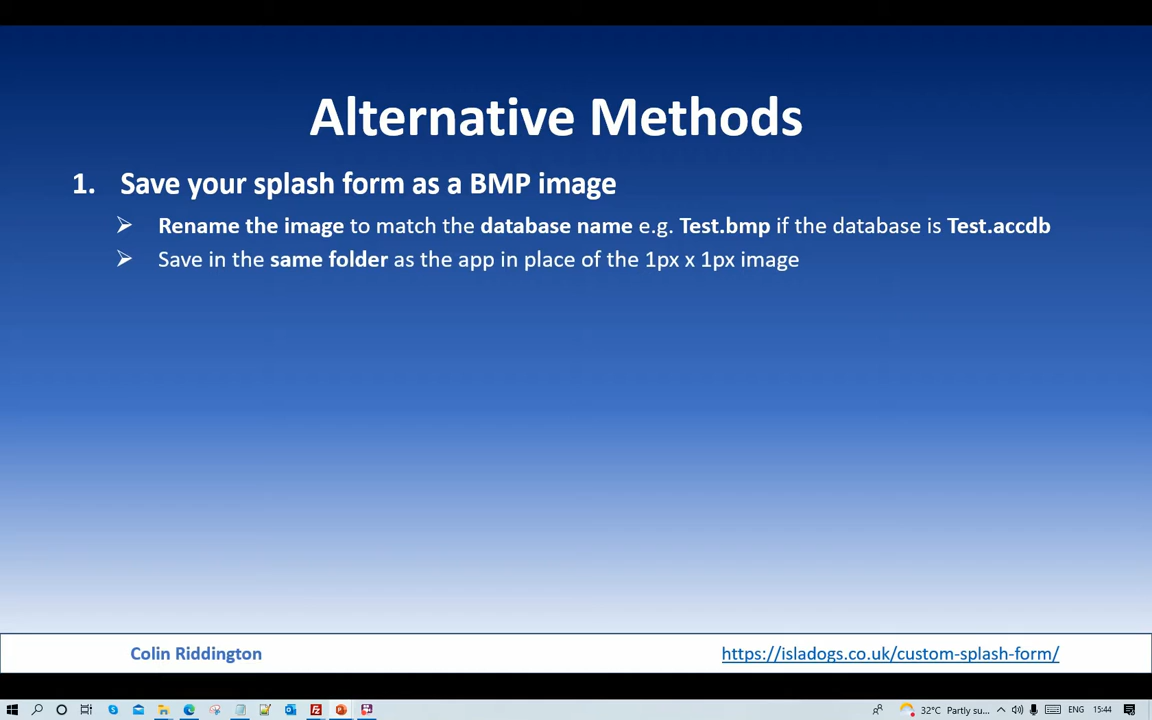 Alternative Methods
1. Save your splash form as a BMP image
➢ Rename the image to match the database name e.g. Test.bmp if the database is Test.accdb
➢ Save in the same folder as the app in place of the 1px x 1px image
Colin Riddington
https://isladogs.co.uk/custom-splash-form/
32°C Partly su... ENG 15:44